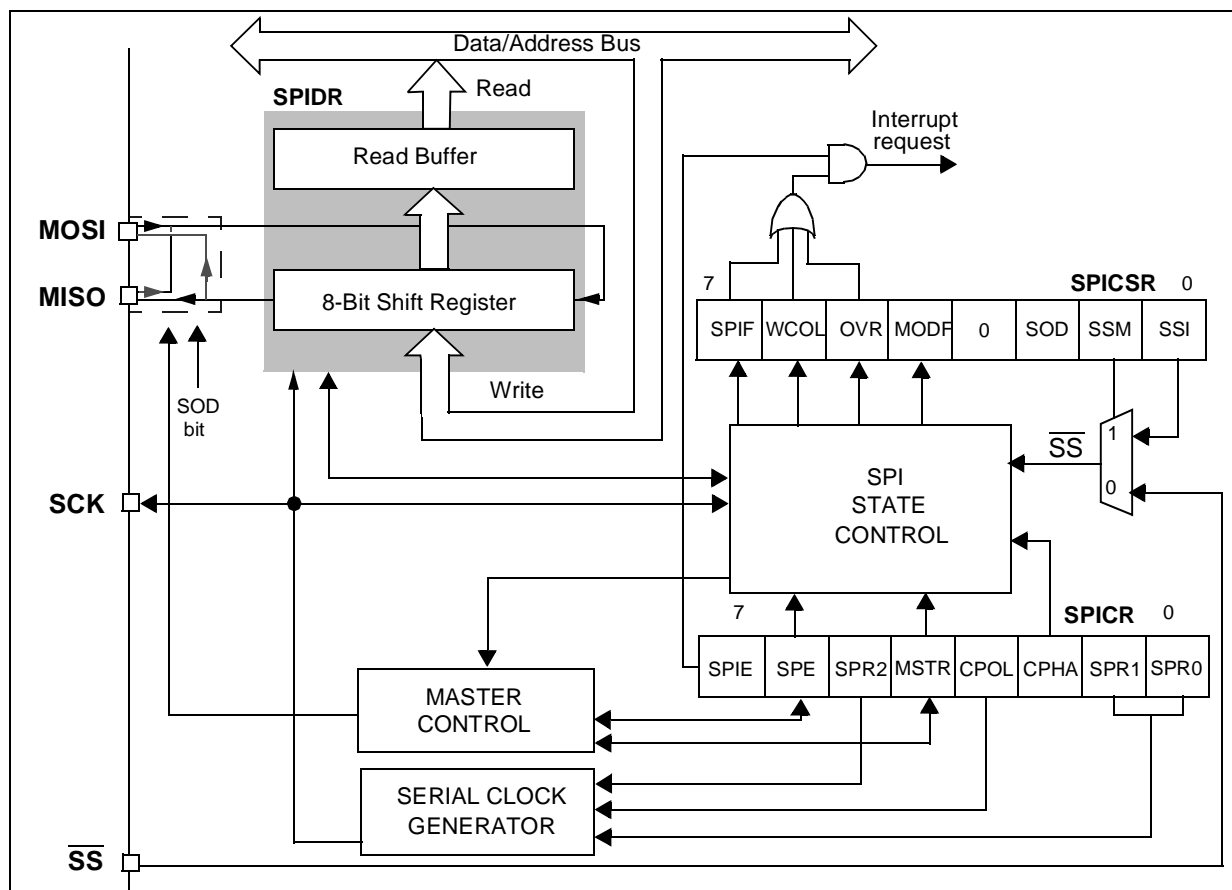 Data/Address Bus
SPIDR
Read
Read Buffer
Interrupt
request
MOSI
MISO
8-Bit Shift Register
7
SPICSR
0
SPIF WCOL OVR MODF 0 SOD SSM SSI
Write
SOD
bit
1
SS
0
SCK
SPI
STATE
CONTROL
7
SPICR
0
SPIE SPE SPR2 MSTR CPOL CPHA SPR1 SPR0
MASTER
CONTROL
SERIAL CLOCK
GENERATOR
SS